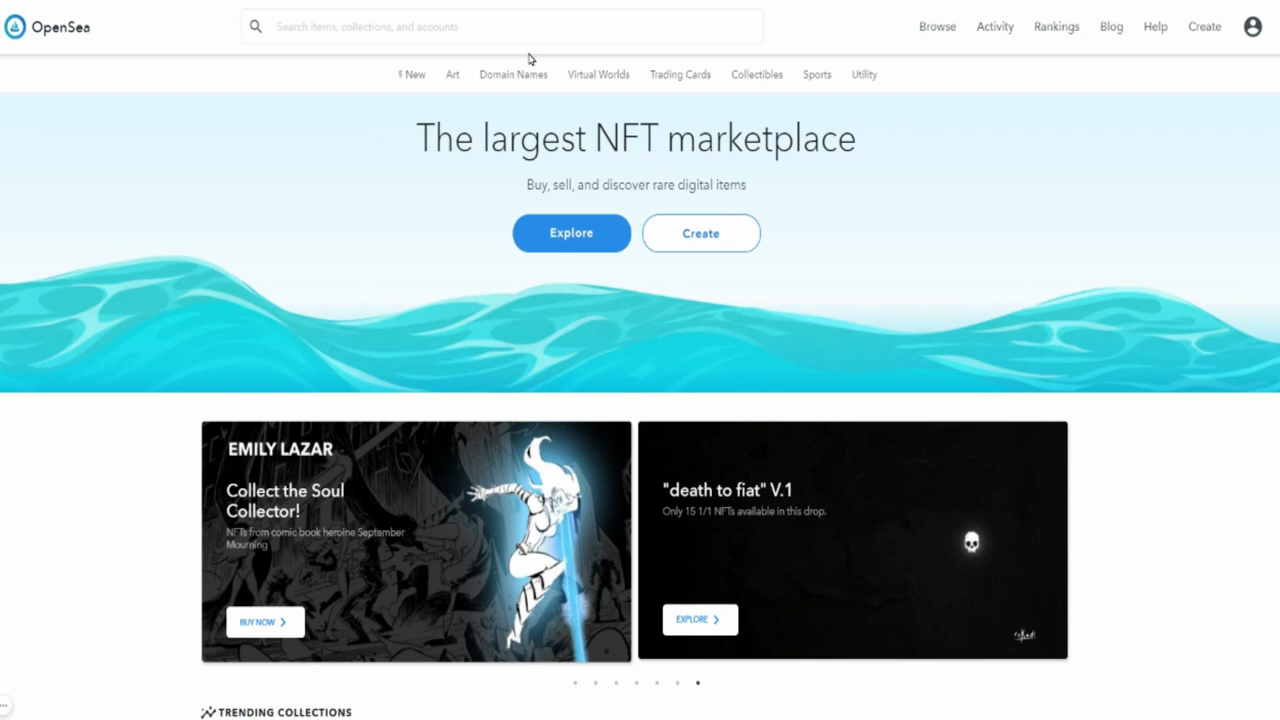 OpenSea
Search items, collections, and accounts
Browse Activity Rankings Blog Help Create
New Art Domain Names Virtual Worlds Trading Cards Collectibles Sports Utility
The largest NFT marketplace
Buy, sell, and discover rare digital items
Explore Create
EMILY LAZAR
Collect the Soul
Collector!
NFTs from comic book heroine September
Mourning
BUY NOW
"death to fiat" V.1
Only 15 1/1 NFTs available in this drop.
EXPLORE
TRENDING COLLECTIONS